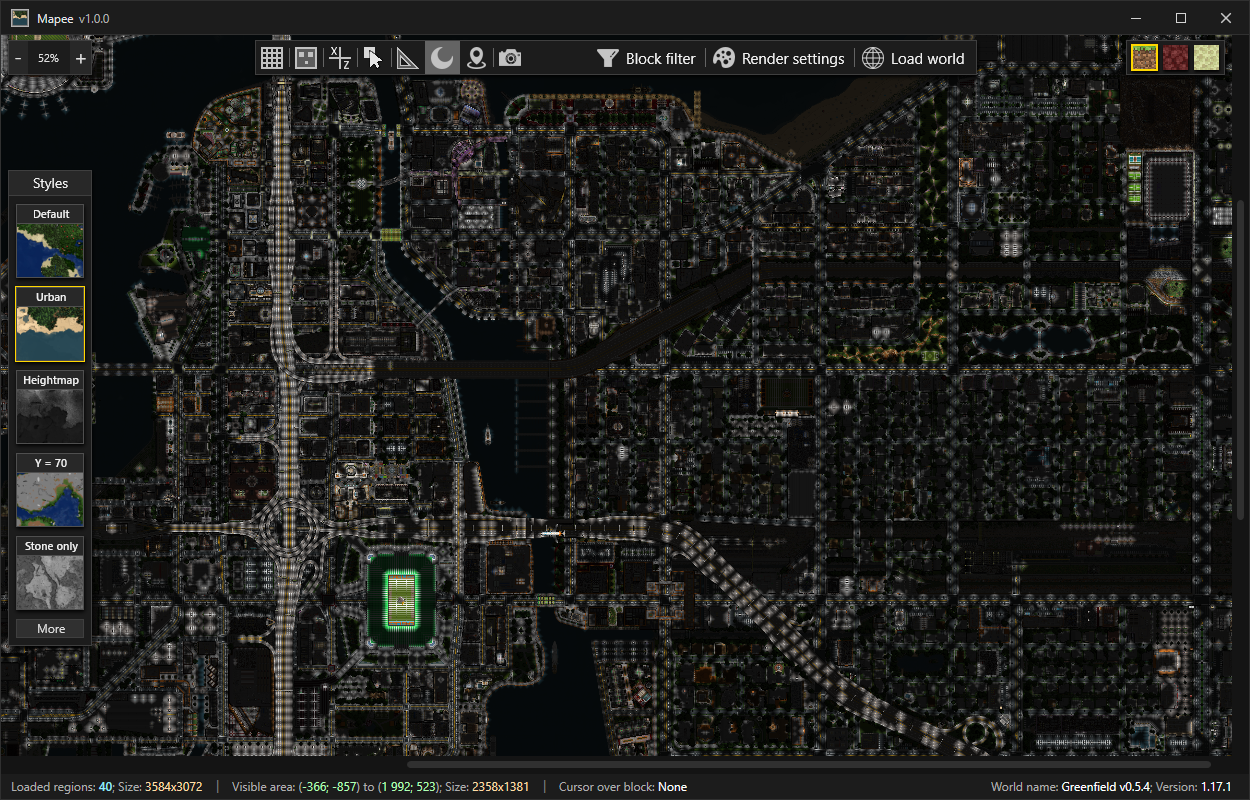 Mapee v1.0.0
- 52% +
X Z
Block filter
Render settings
Load world
Styles
Default
Urban
Heightmap
Y = 70
Stone only
More
Loaded regions: 40; Size: 3584x3072 | Visible area: (-366; -857) to (1 992; 523); Size: 2358x1381 | Cursor over block: None
World name: Greenfield v0.5.4; Version: 1.17.1